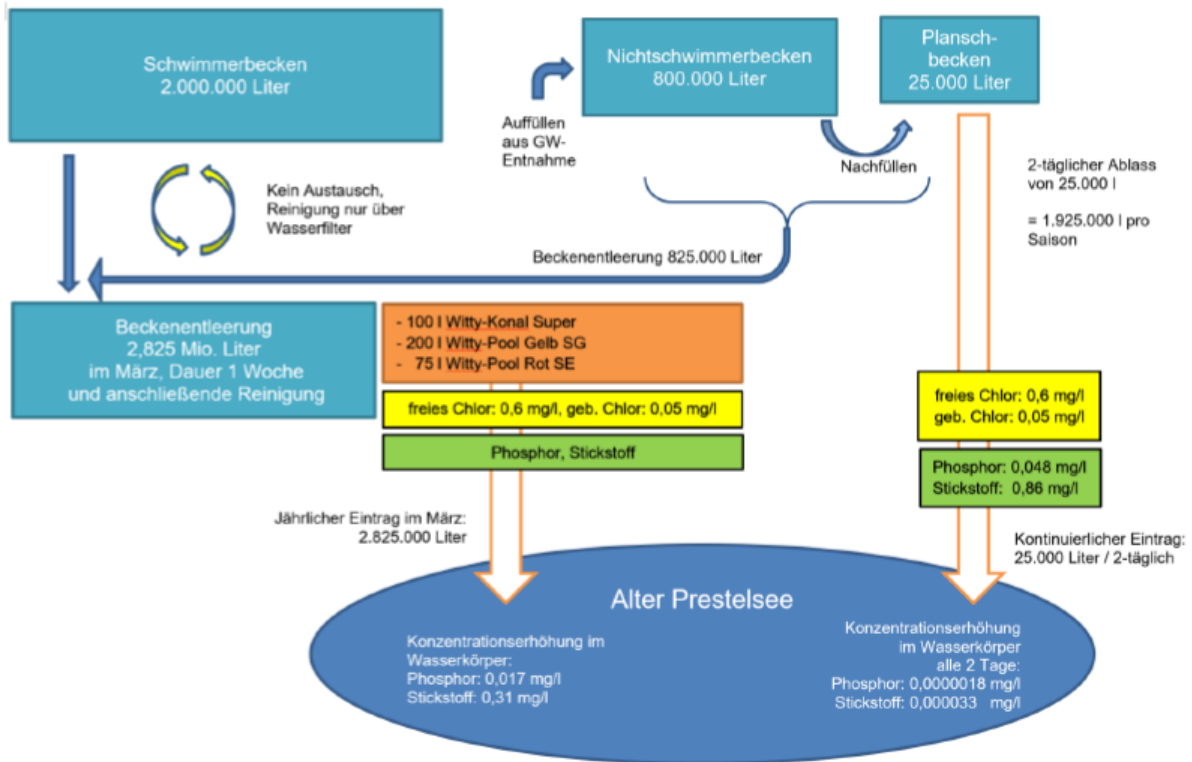 Schwimmerbecken
2.000.000 Liter
Nichtschwimmerbecken
800.000 Liter
Plansch-
becken
25.000 Liter
Auffüllen
aus GW-
Entnahme
Nachfüllen
2-täglicher Ablass
von 25.000 l
= 1.925.000 l pro
Saison
Kein Austausch,
Reinigung nur über
Wasserfilter
Beckenentleerung 825.000 Liter
Beckenentleerung
2,825 Mio. Liter
im März, Dauer 1 Woche
und anschließende Reinigung
- 100 l Witty-Konal Super
- 200 l Witty-Pool Gelb SG
- 75 l Witty-Pool Rot SE
freies Chlor: 0,6 mg/l, geb. Chlor: 0,05 mg/l
Phosphor, Stickstoff
freies Chlor: 0,6 mg/l
geb. Chlor: 0,05 mg/l
Phosphor: 0,048 mg/l
Stickstoff: 0,86 mg/l
Jährlicher Eintrag im März:
2.825.000 Liter
Kontinuierlicher Eintrag:
25.000 Liter / 2-täglich
Alter Prestelsee
Konzentrationserhöhung im
Wasserkörper:
Phosphor: 0,017 mg/l
Stickstoff: 0,31 mg/l
Konzentrationserhöhung
im Wasserkörper
alle 2 Tage:
Phosphor: 0,0000018 mg/l
Stickstoff: 0,000033 mg/l